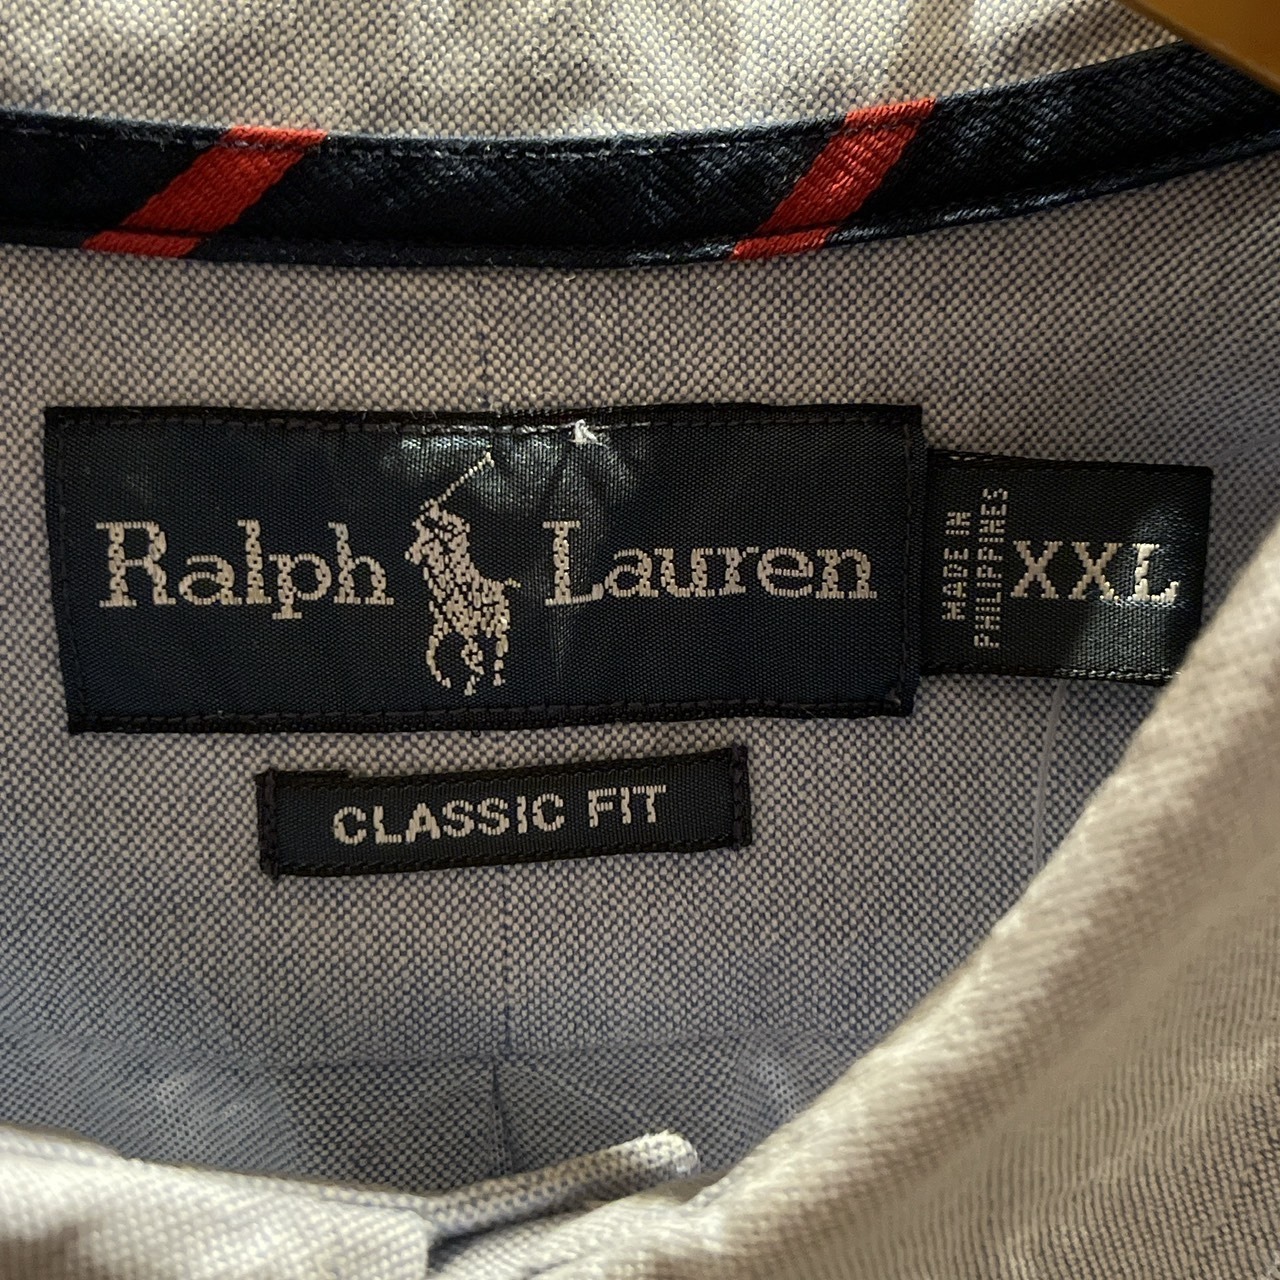 Ralph Lauren
MADE IN
PHILIPPINES
XXL
CLASSIC FIT